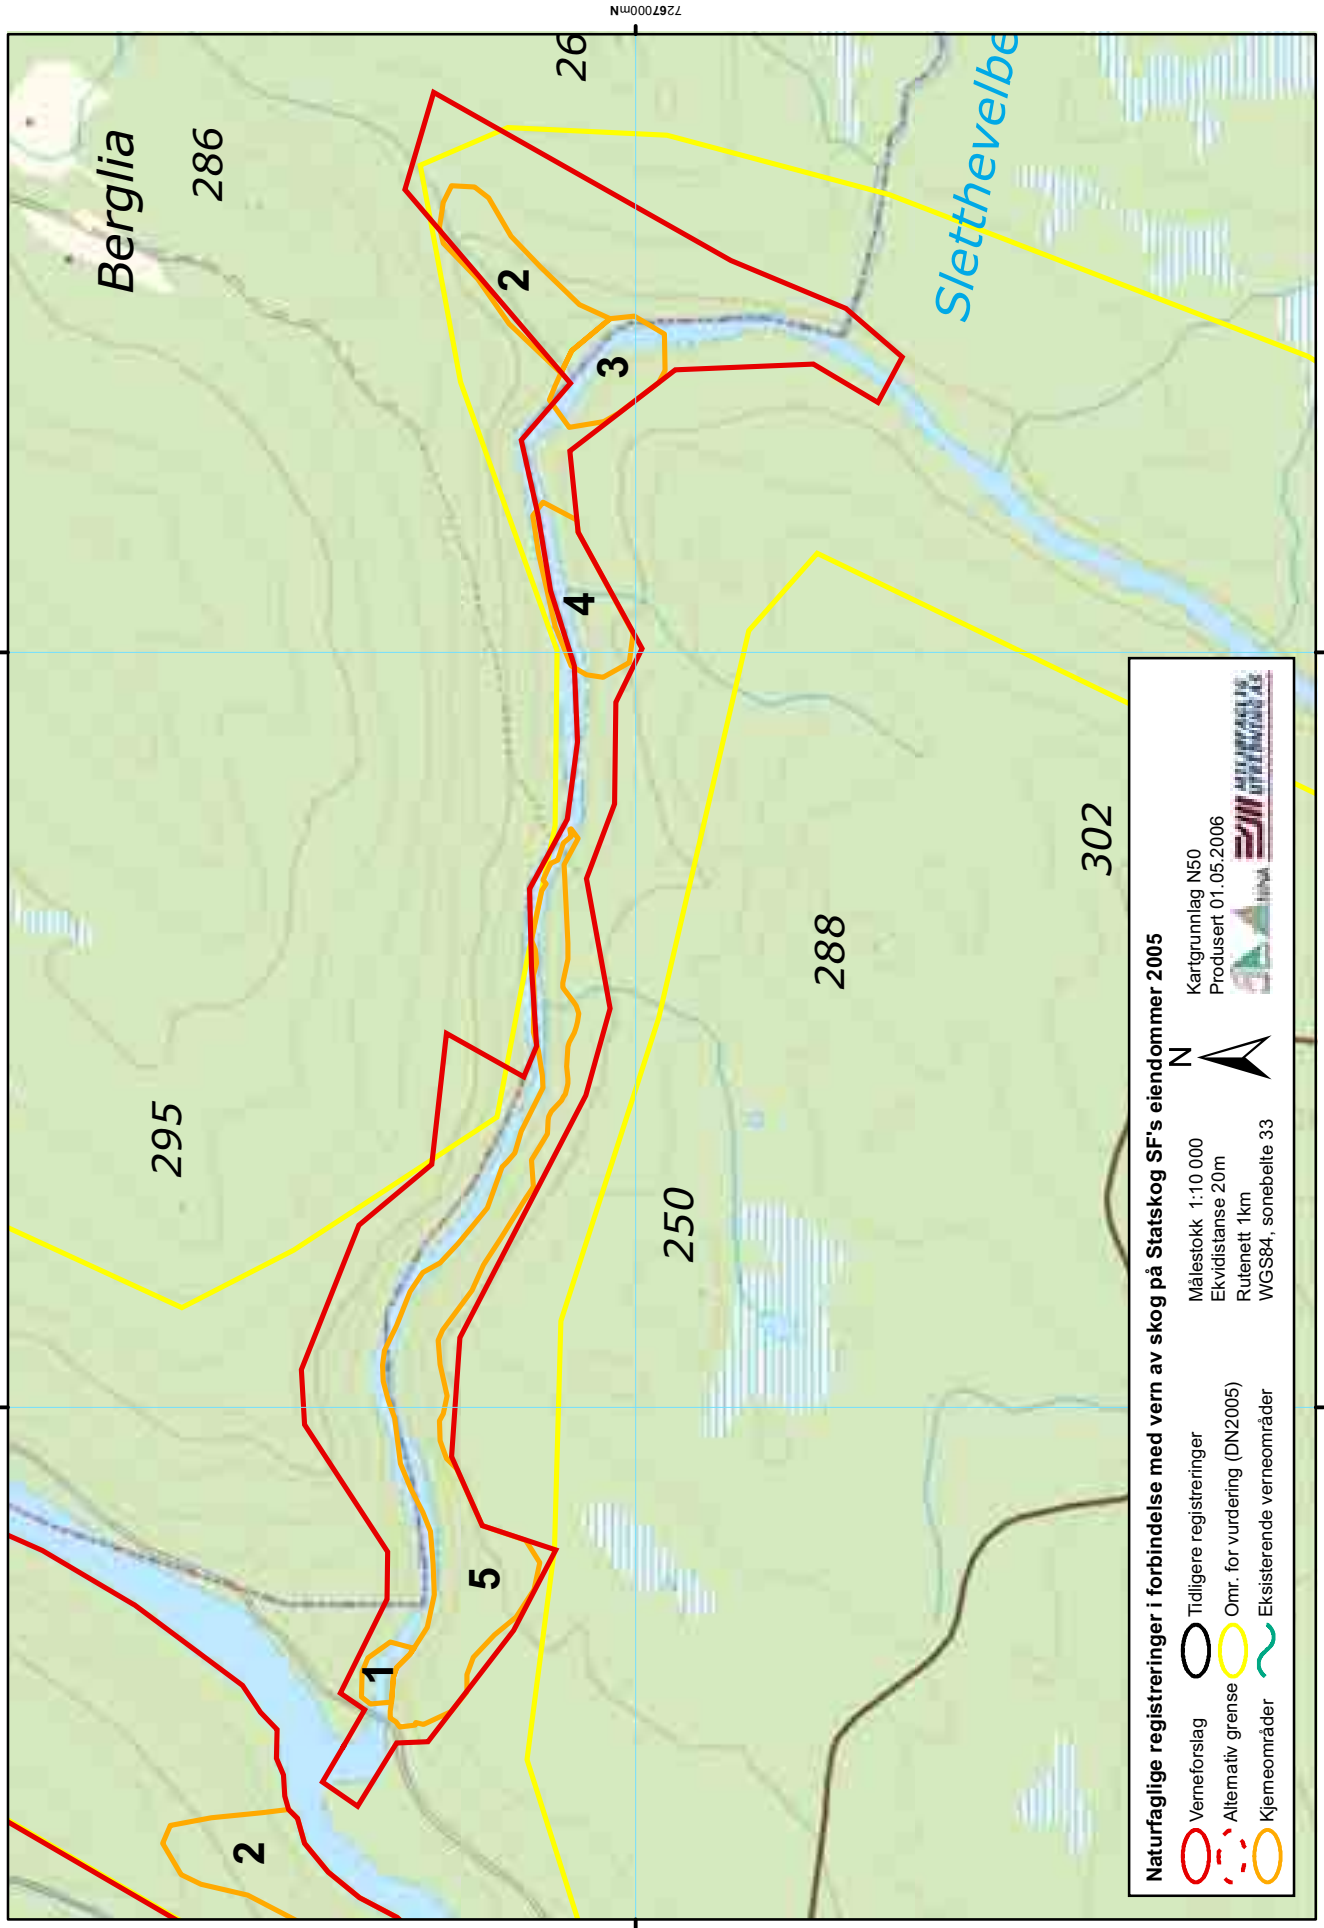 7267000mN
Berglia
286
26
2
3
Sletthevelbe
4
302
288
295
250
5
1
2
Naturfaglige registreringer i forbindelse med vern av skog på Statskog SF's eiendommer 2005
Verneforslag
Tidligere registreringer
Målestokk 1:10 000
Kartgrunnlag N50
Alternativ grense
Omr. for vurdering (DN2005)
Ekvidistanse 20m
Produsert 01.05.2006
Kjerneområder
Eksisterende verneområder
Rutenett 1km
WGS84, sonebelte 33
N
NINA